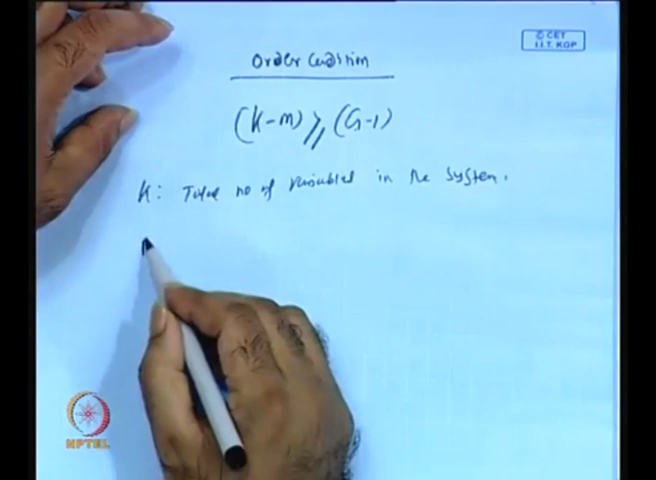 © CET
I.I.T. KGP
Order Condition
(K-m) ⩾ (G-1)
K: Total no of variables in the system.
NPTEL